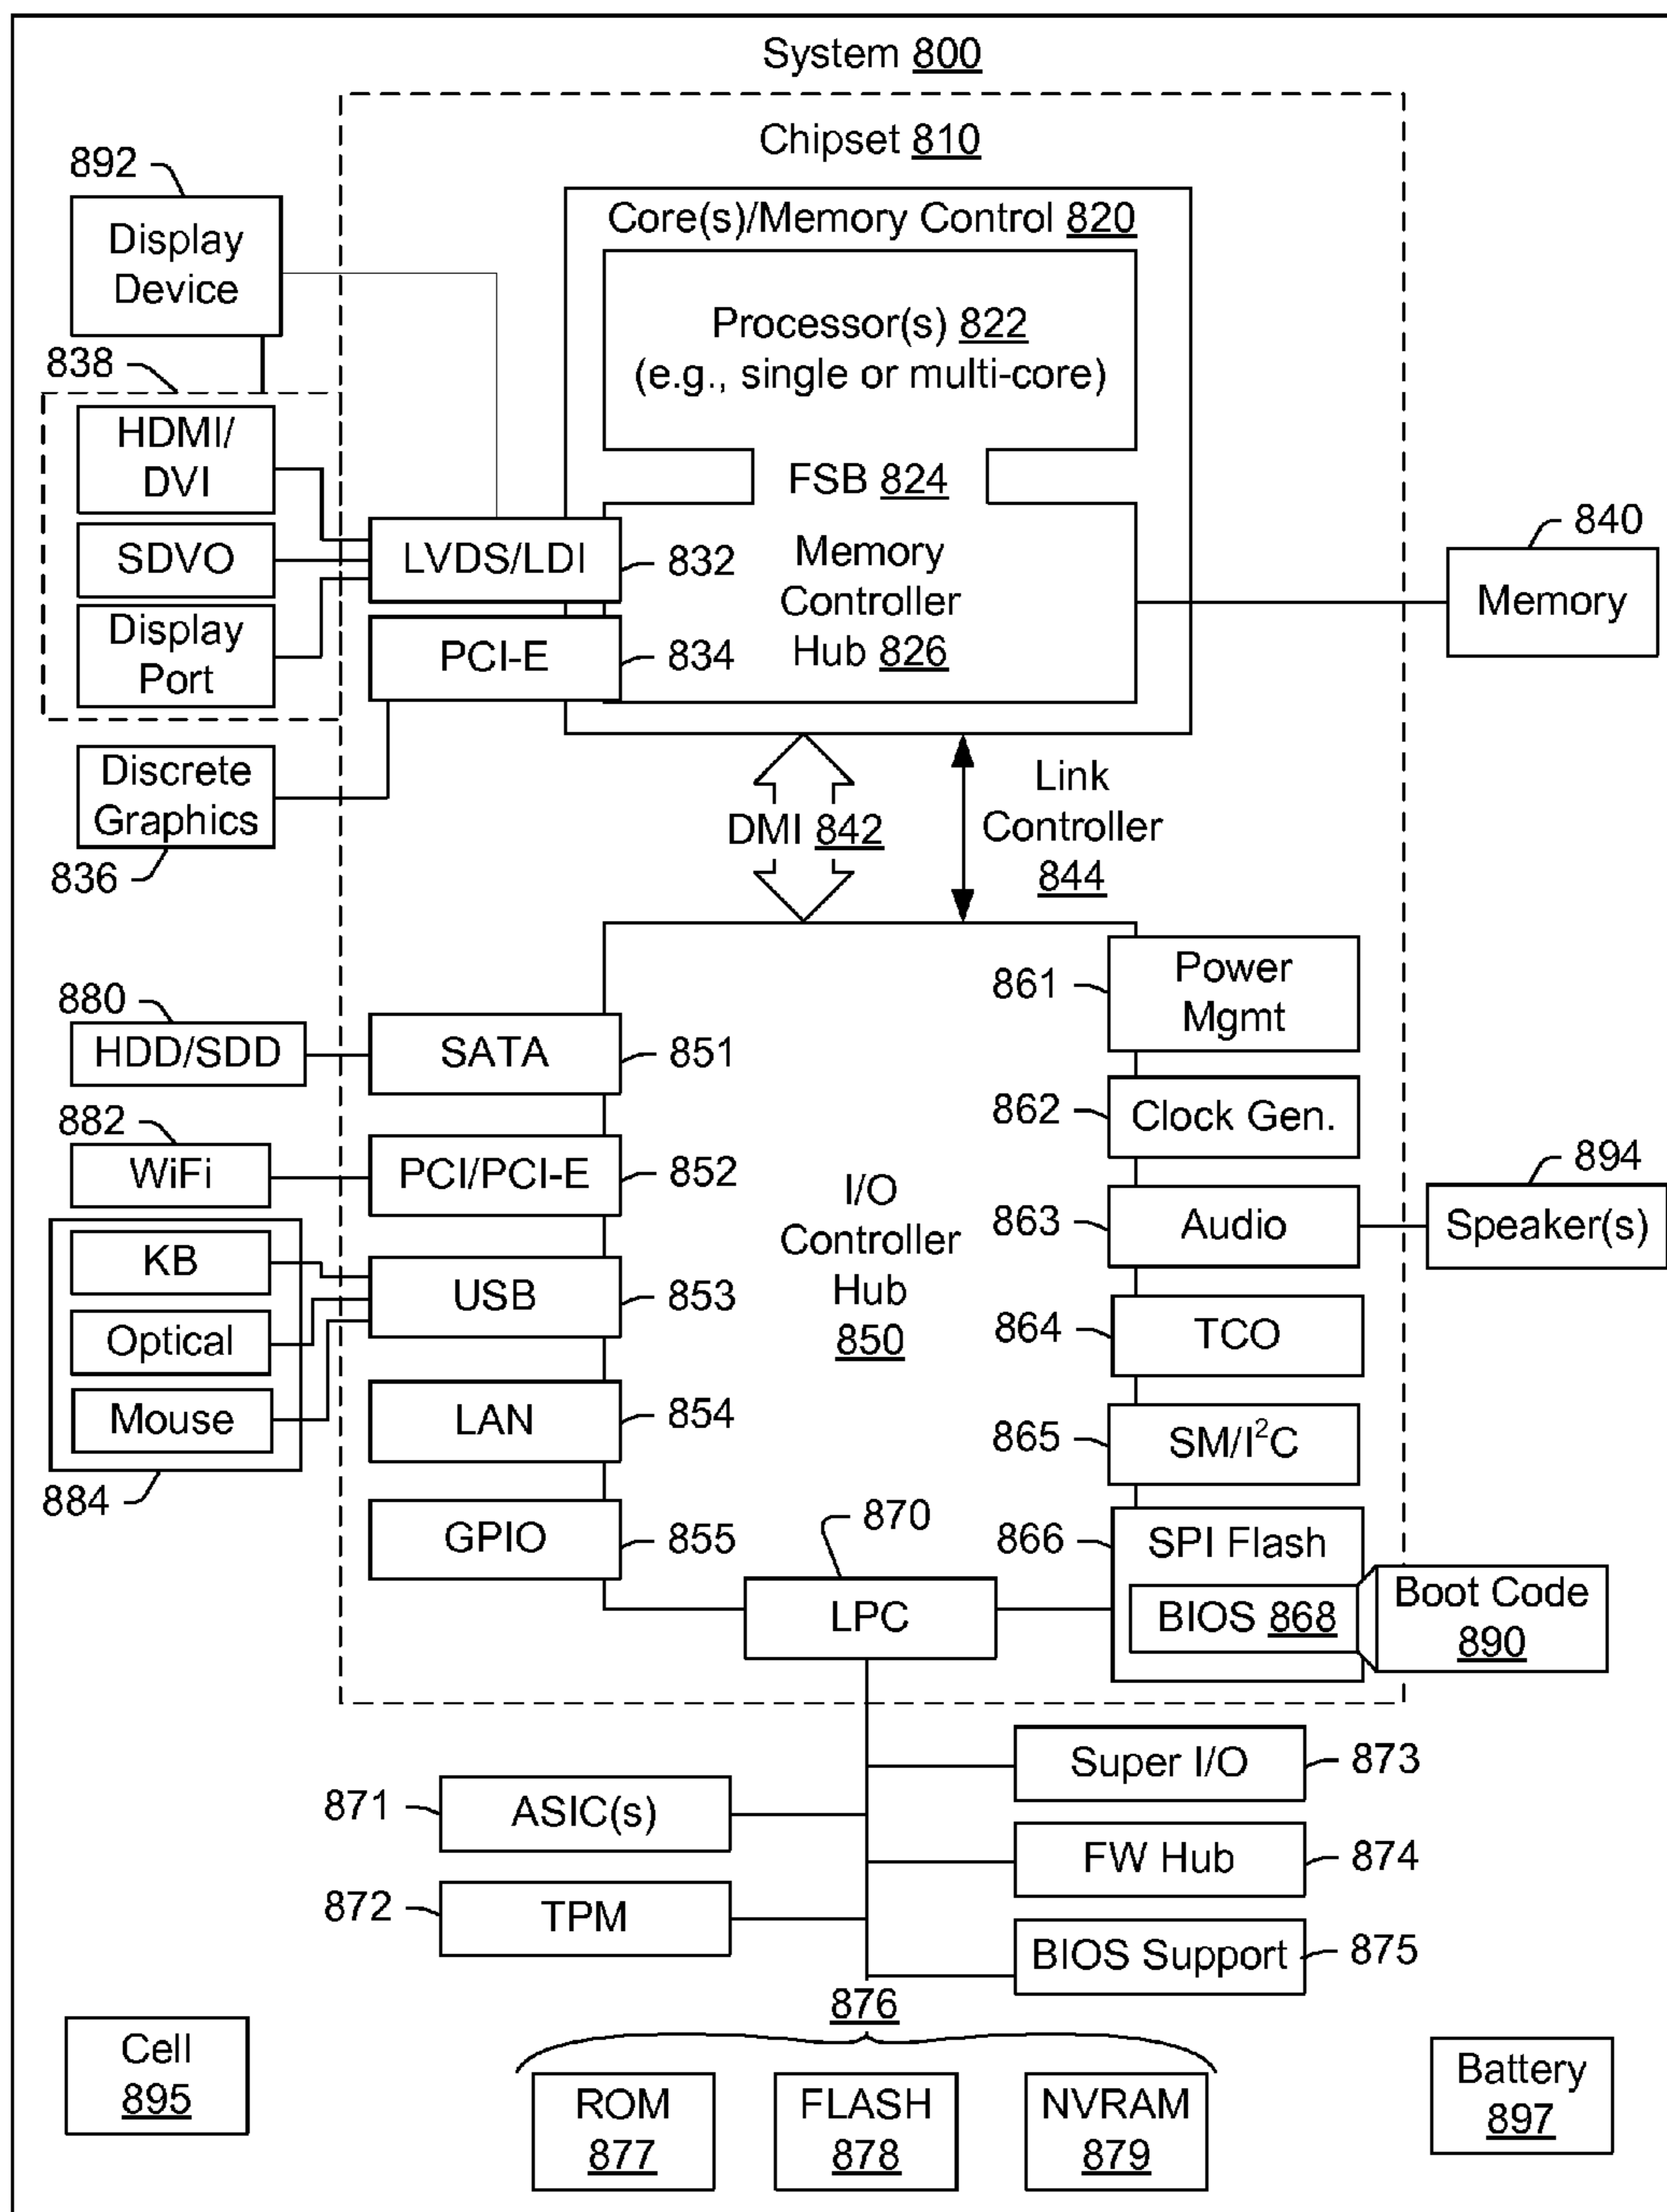 System 800
Chipset 810
892
Display
Device
Core(s)/Memory Control 820
Processor(s) 822
(e.g., single or multi-core)
838
HDMI/
DVI
SDVO
Display
Port
FSB 824
LVDS/LDI
832
Memory
Controller
Hub 826
PCI-E
834
840
Memory
Discrete
Graphics
836
DMI 842
Link
Controller
844
880
HDD/SDD
SATA
851
882
WiFi
PCI/PCI-E
852
KB
Optical
Mouse
884
USB
853
LAN
854
GPIO
855
I/O
Controller
Hub
850
861
Power
Mgmt
862
Clock Gen.
863
Audio
894
Speaker(s)
864
TCO
865
SM/I²C
866
SPI Flash
BIOS 868
Boot Code
890
870
LPC
871
ASIC(s)
872
TPM
Super I/O
873
FW Hub
874
BIOS Support
875
876
Cell
895
ROM
877
FLASH
878
NVRAM
879
Battery
897